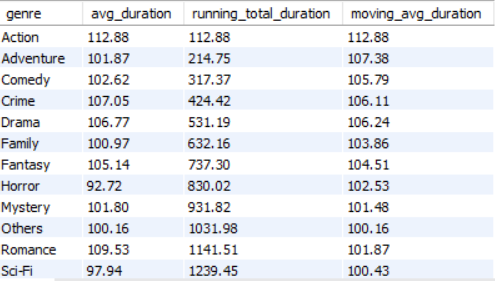 genre avg_duration running_total_duration moving_avg_duration
Action 112.88 112.88 112.88
Adventure 101.87 214.75 107.38
Comedy 102.62 317.37 105.79
Crime 107.05 424.42 106.11
Drama 106.77 531.19 106.24
Family 100.97 632.16 103.86
Fantasy 105.14 737.30 104.51
Horror 92.72 830.02 102.53
Mystery 101.80 931.82 101.48
Others 100.16 1031.98 100.16
Romance 109.53 1141.51 101.87
Sci-Fi 97.94 1239.45 100.43